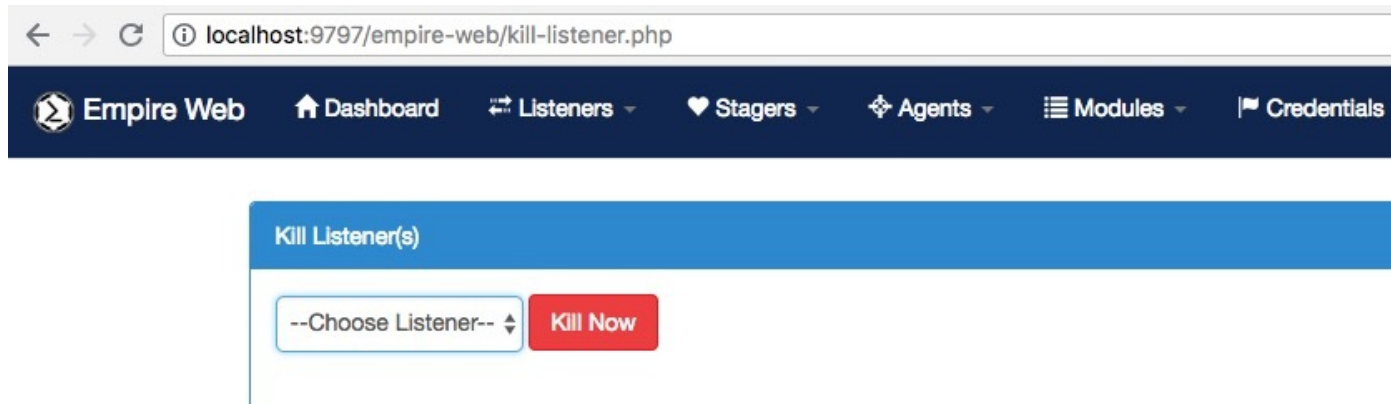 localhost:9797/empire-web/kill-listener.php
Empire Web Dashboard Listeners Stagers Agents Modules Credentials
Kill Listener(s)
--Choose Listener-- Kill Now